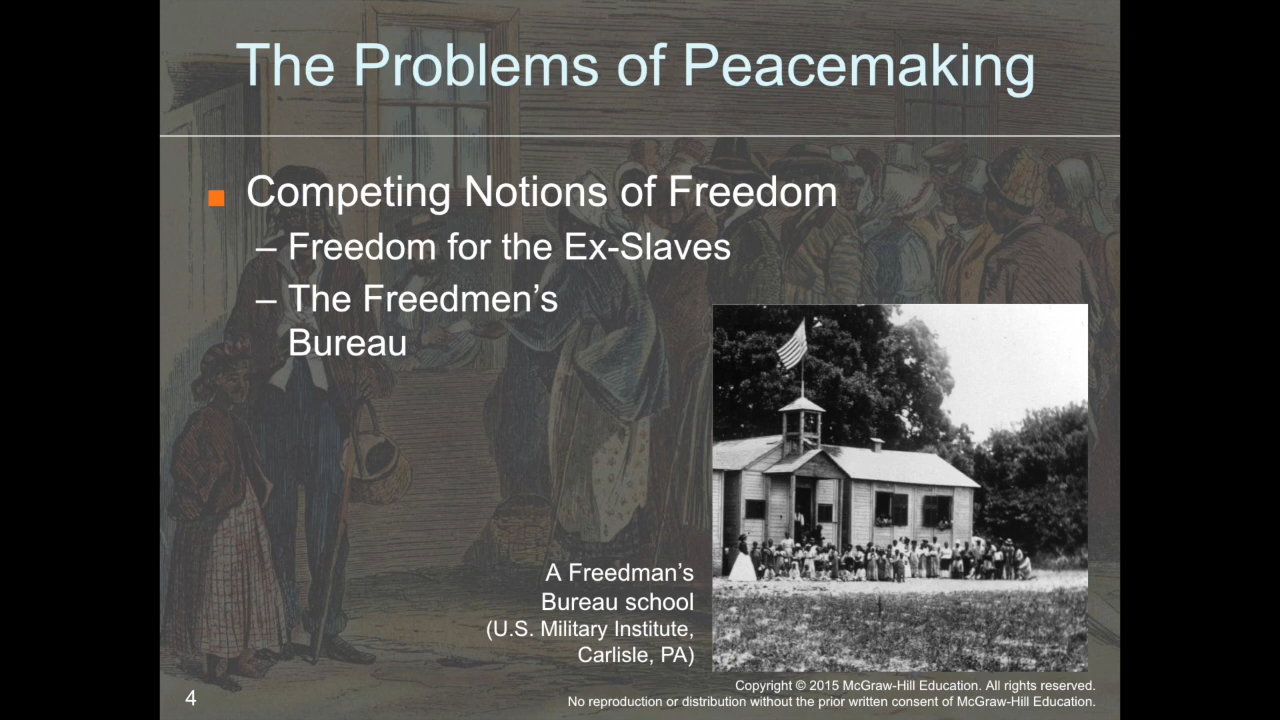 The Problems of Peacemaking
■ Competing Notions of Freedom
– Freedom for the Ex-Slaves
– The Freedmen’s
Bureau
A Freedman’s
Bureau school
(U.S. Military Institute,
Carlisle, PA)
4
Copyright © 2015 McGraw-Hill Education. All rights reserved.
No reproduction or distribution without the prior written consent of McGraw-Hill Education.